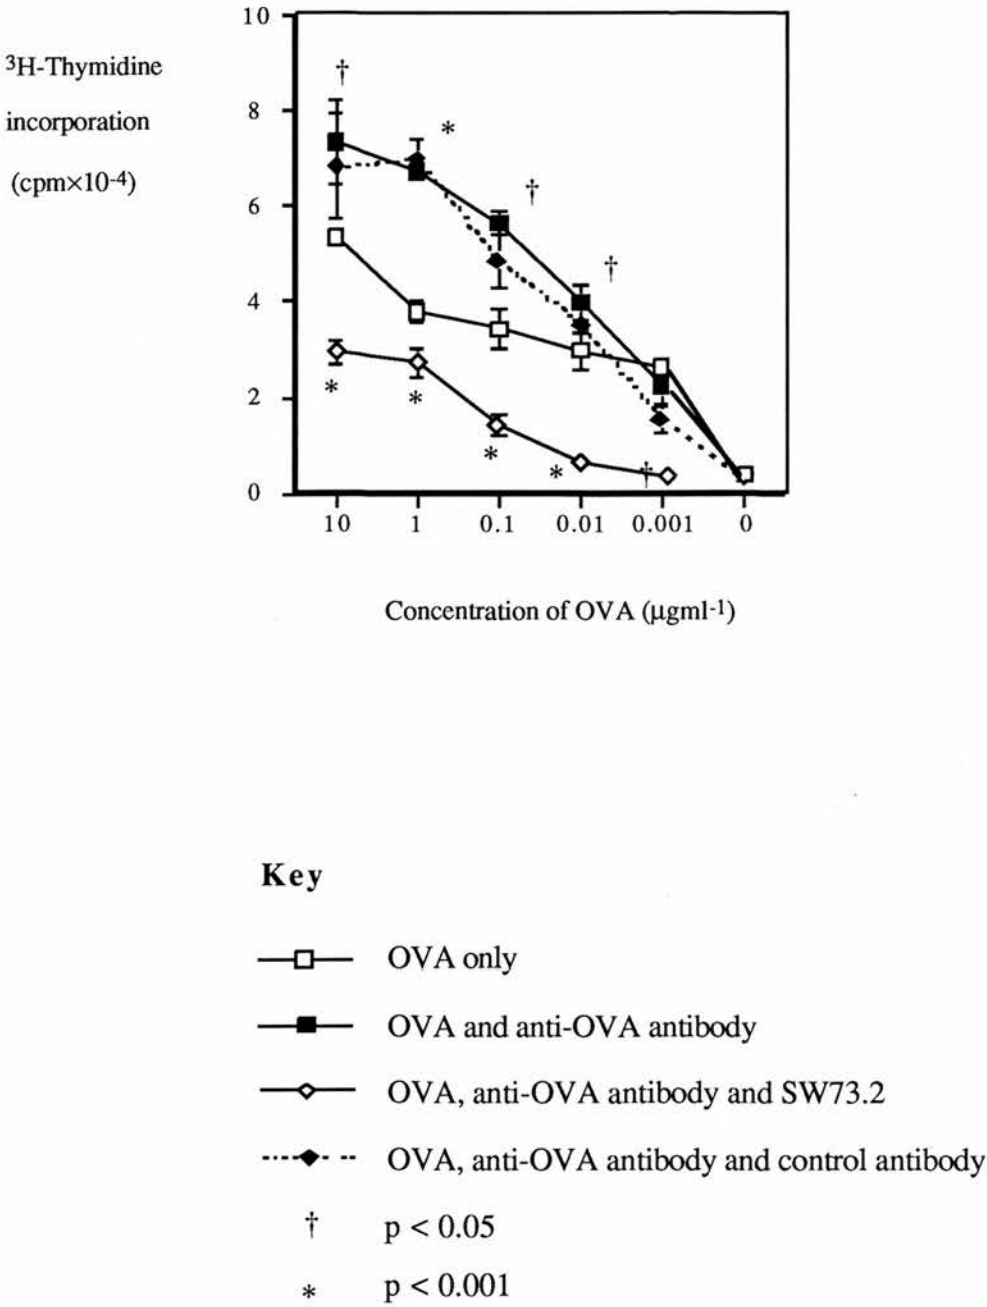 10
³H-Thymidine
8
incorporation
(cpm×10⁻⁴)
6
4
2
0
† * † †
* * * * †
10 1 0.1 0.01 0.001 0
Concentration of OVA (µgml⁻¹)
Key
OVA only
OVA and anti-OVA antibody
OVA, anti-OVA antibody and SW73.2
OVA, anti-OVA antibody and control antibody
† p < 0.05
* p < 0.001